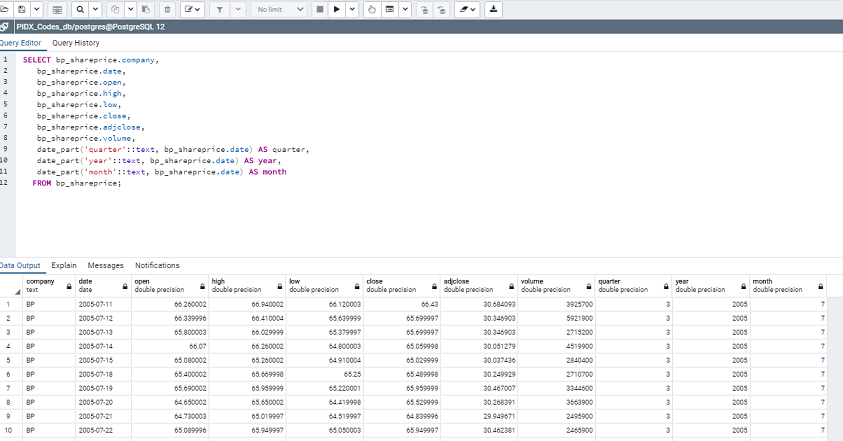 No limit
PIDX_Codes_db/postgres@PostgreSQL 12
Query Editor Query History
1 SELECT bp_shareprice.company,
2 bp_shareprice.date,
3 bp_shareprice.open,
4 bp_shareprice.high,
5 bp_shareprice.low,
6 bp_shareprice.close,
7 bp_shareprice.adjclose,
8 bp_shareprice.volume,
9 date_part('quarter'::text, bp_shareprice.date) AS quarter,
10 date_part('year'::text, bp_shareprice.date) AS year,
11 date_part('month'::text, bp_shareprice.date) AS month
12 FROM bp_shareprice;
Data Output Explain Messages Notifications
company date open high low close adjclose volume quarter year month
text date double precision double precision double precision double precision double precision double precision double precision double precision double precision
1 BP 2005-07-11 66.260002 66.940002 66.120003 66.43 30.684093 3925700 3 2005 7
2 BP 2005-07-12 66.339996 66.410004 65.639999 65.699997 30.346903 5921900 3 2005 7
3 BP 2005-07-13 65.800003 66.029999 65.379997 65.699997 30.346903 2715200 3 2005 7
4 BP 2005-07-14 66.07 66.260002 64.800003 65.059998 30.051279 4519900 3 2005 7
5 BP 2005-07-15 65.080002 65.260002 64.910004 65.029999 30.037436 2840400 3 2005 7
6 BP 2005-07-18 65.400002 65.669998 65.25 65.489998 30.249929 2710700 3 2005 7
7 BP 2005-07-19 65.690002 65.959999 65.220001 65.959999 30.467007 3344600 3 2005 7
8 BP 2005-07-20 64.650002 65.650002 64.419998 65.529999 30.268391 3663900 3 2005 7
9 BP 2005-07-21 64.730003 65.019997 64.519997 64.839996 29.949671 2495900 3 2005 7
10 BP 2005-07-22 65.089996 65.949997 65.050003 65.949997 30.462381 2465900 3 2005 7